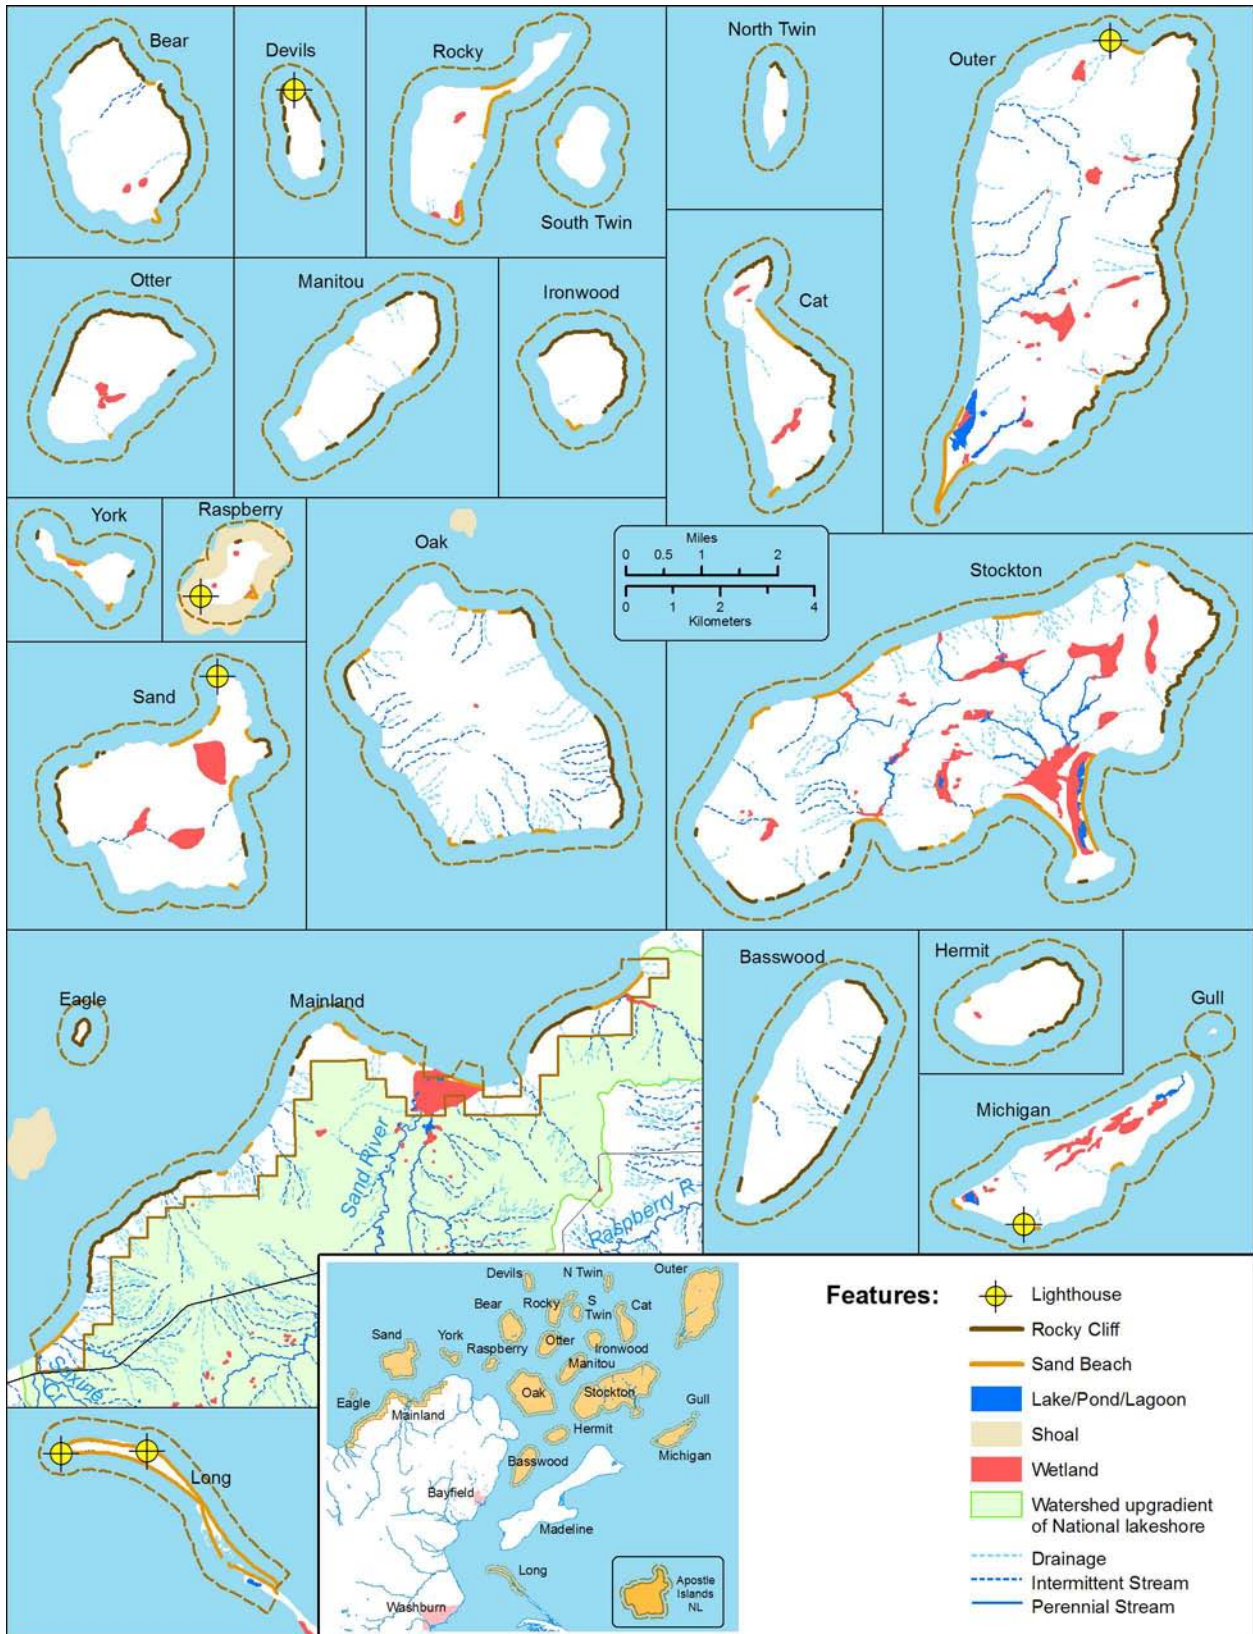 Bear
Devils
Rocky
South Twin
North Twin
Outer
Otter
Manitou
Ironwood
Cat
York
Raspberry
Oak
Miles
0 0.5 1 2
0 1 2 4
Kilometers
Stockton
Sand
Eagle
Mainland
Sand River
Raspberry R
Saxine
Cr
Basswood
Hermit
Gull
Michigan
Long
Devils
N Twin
Outer
Bear
Rocky
S
Twin
Cat
Sand
York
Raspberry
Otter
Ironwood
Manitou
Eagle
Mainland
Oak
Stockton
Gull
Hermit
Michigan
Basswood
Bayfield
Madeline
Long
Washburn
Apostle
Islands
NL
Features:
Lighthouse
Rocky Cliff
Sand Beach
Lake/Pond/Lagoon
Shoal
Wetland
Watershed upgradient
of National lakeshore
Drainage
Intermittent Stream
Perennial Stream